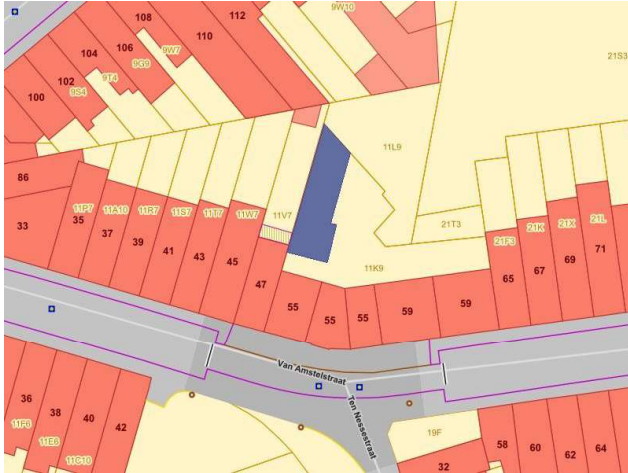 108
112
9W10
104
106
9W7
110
102
9T4
9G9
21S3
100
9S4
11L9
86
11P7
11A10
11R7
11S7
11T7
11W7
11V7
33
35
37
39
41
43
45
47
21T3
21F3
21K
21X
21L
65
67
69
71
11K9
55
55
55
59
59
Van Amstelstraat
Ten Nessestraat
36
38
40
42
11F6
11E6
11C10
19F
32
58
60
62
64